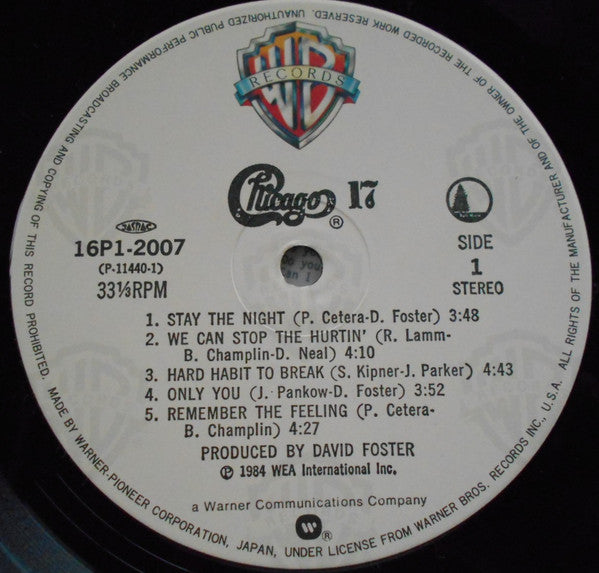 WB
RECORDS
Chicago 17
®
JASRAC
16P1-2007
(P-11440-1)
33⅓RPM
SIDE
1
STEREO
1. STAY THE NIGHT (P. Cetera-D. Foster) 3:48
2. WE CAN STOP THE HURTIN' (R. Lamm-
B. Champlin-D. Neal) 4:10
3. HARD HABIT TO BREAK (S. Kipner-J. Parker) 4:43
4. ONLY YOU (J. Pankow-D. Foster) 3:52
5. REMEMBER THE FEELING (P. Cetera-
B. Champlin) 4:27
PRODUCED BY DAVID FOSTER
℗ 1984 WEA International Inc.
a Warner Communications Company
®
MADE BY WARNER-PIONEER CORPORATION, JAPAN, UNDER LICENSE FROM WARNER BROS. RECORDS INC., U.S.A. ALL RIGHTS OF THE MANUFACTURER AND OF THE OWNER OF THE RECORDED WORK RESERVED. UNAUTHORIZED PUBLIC PERFORMANCE BROADCASTING AND COPYING OF THIS RECORD PROHIBITED.